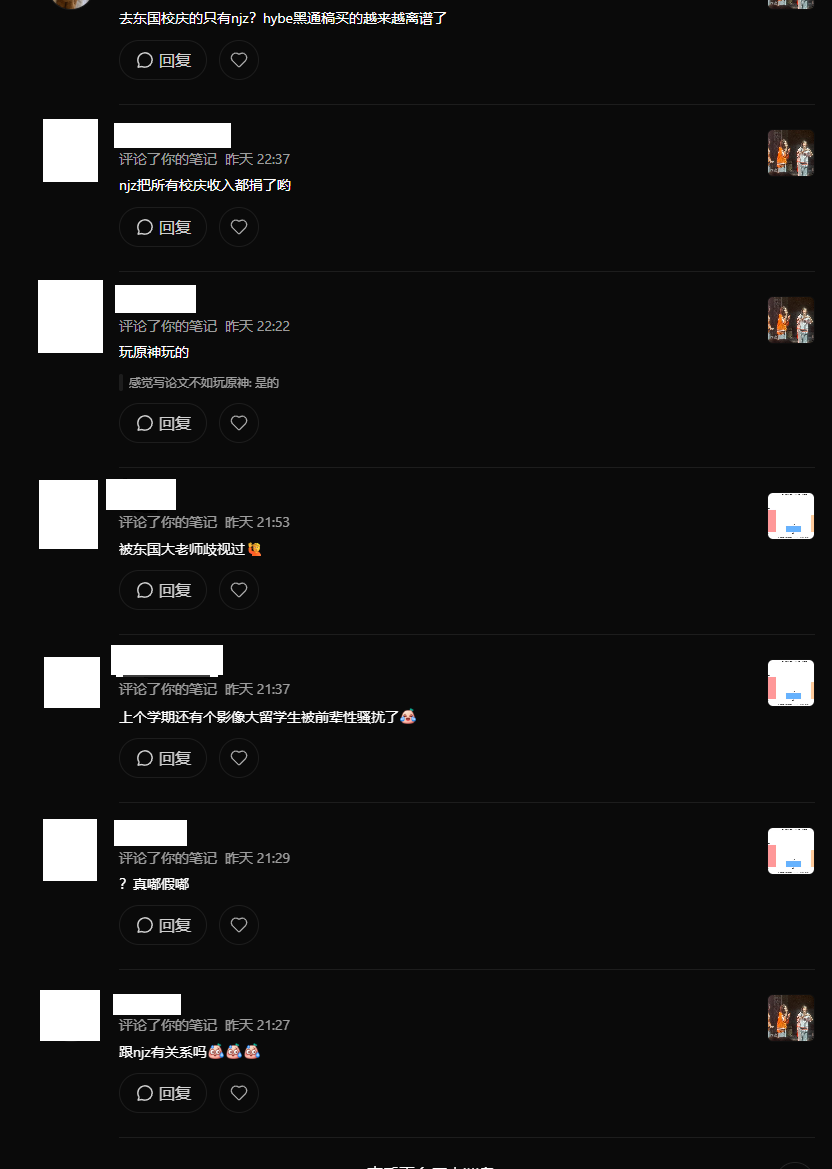 去东国校庆的只有njz？hybe黑通稿买的越来越离谱了
回复
评论了你的笔记 昨天 22:37
njz把所有校庆收入都捐了哟
回复
评论了你的笔记 昨天 22:22
玩原神玩的
感觉写论文不如玩原神: 是的
回复
评论了你的笔记 昨天 21:53
被东国大老师歧视过
回复
评论了你的笔记 昨天 21:37
上个学期还有个影像大留学生被前辈性骚扰了
回复
评论了你的笔记 昨天 21:29
？真嘟假嘟
回复
评论了你的笔记 昨天 21:27
跟njz有关系吗
回复